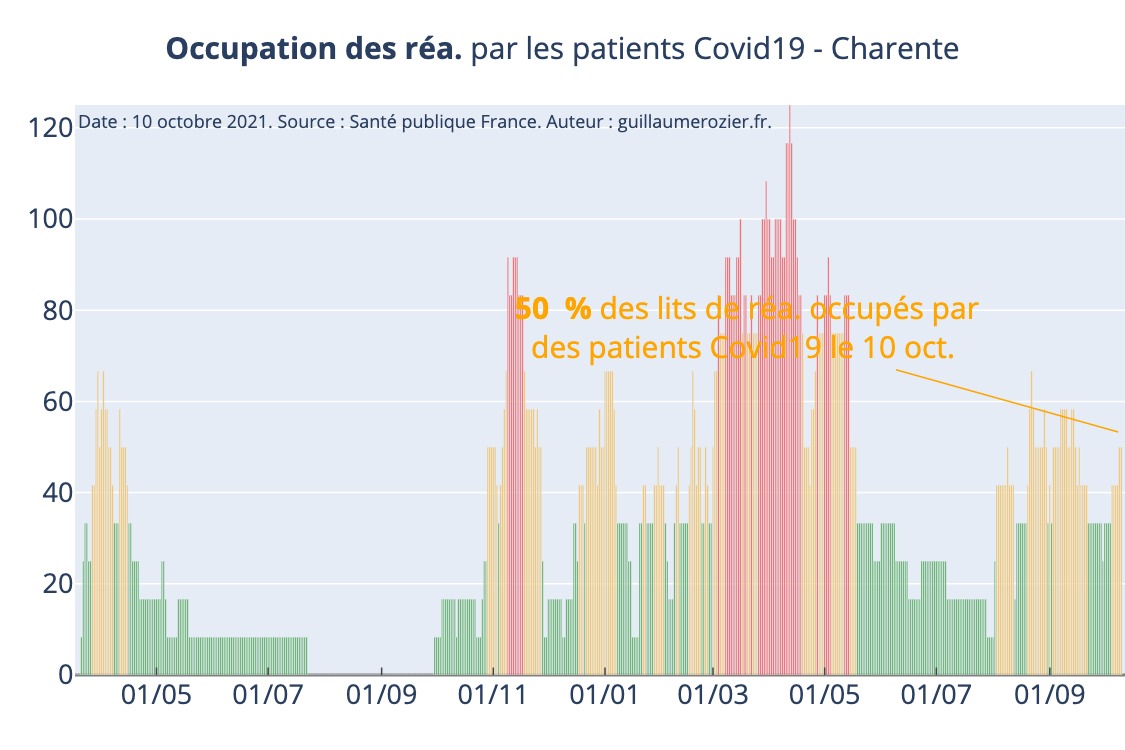 Occupation des réa. par les patients Covid19 - Charente
Date : 10 octobre 2021. Source : Santé publique France. Auteur : guillaumerozier.fr.
120
100
80
60
40
20
0
50 % des lits de réa. occupés par
des patients Covid19 le 10 oct.
01/05 01/07 01/09 01/11 01/01 01/03 01/05 01/07 01/09